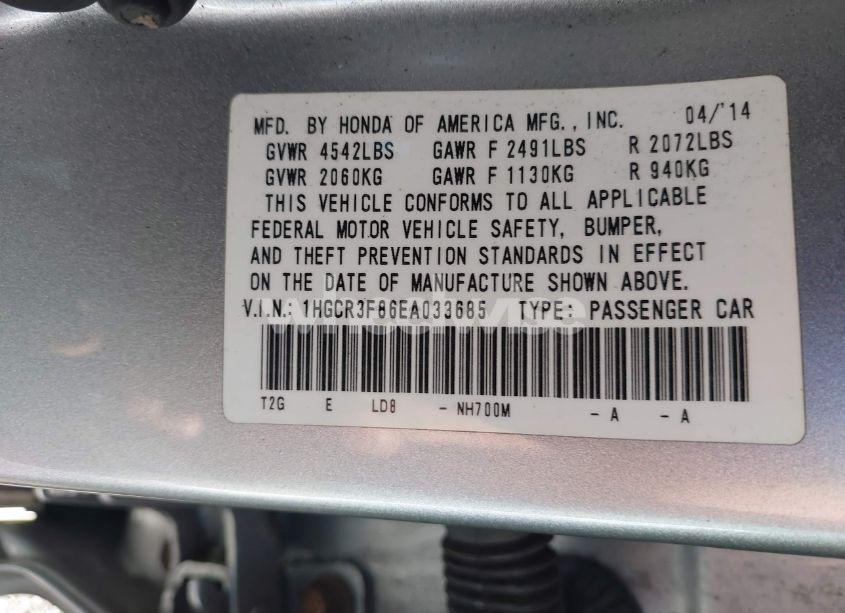 MFD. BY HONDA OF AMERICA MFG., INC. 04/'14
GVWR 4542LBS GAWR F 2491LBS R 2072LBS
GVWR 2060KG GAWR F 1130KG R 940KG
THIS VEHICLE CONFORMS TO ALL APPLICABLE
FEDERAL MOTOR VEHICLE SAFETY, BUMPER,
AND THEFT PREVENTION STANDARDS IN EFFECT
ON THE DATE OF MANUFACTURE SHOWN ABOVE.
V.I.N.: 1HGCR3F86EA033685 TYPE: PASSENGER CAR
wheelwise
T2G E LD8 - NH700M - A - A